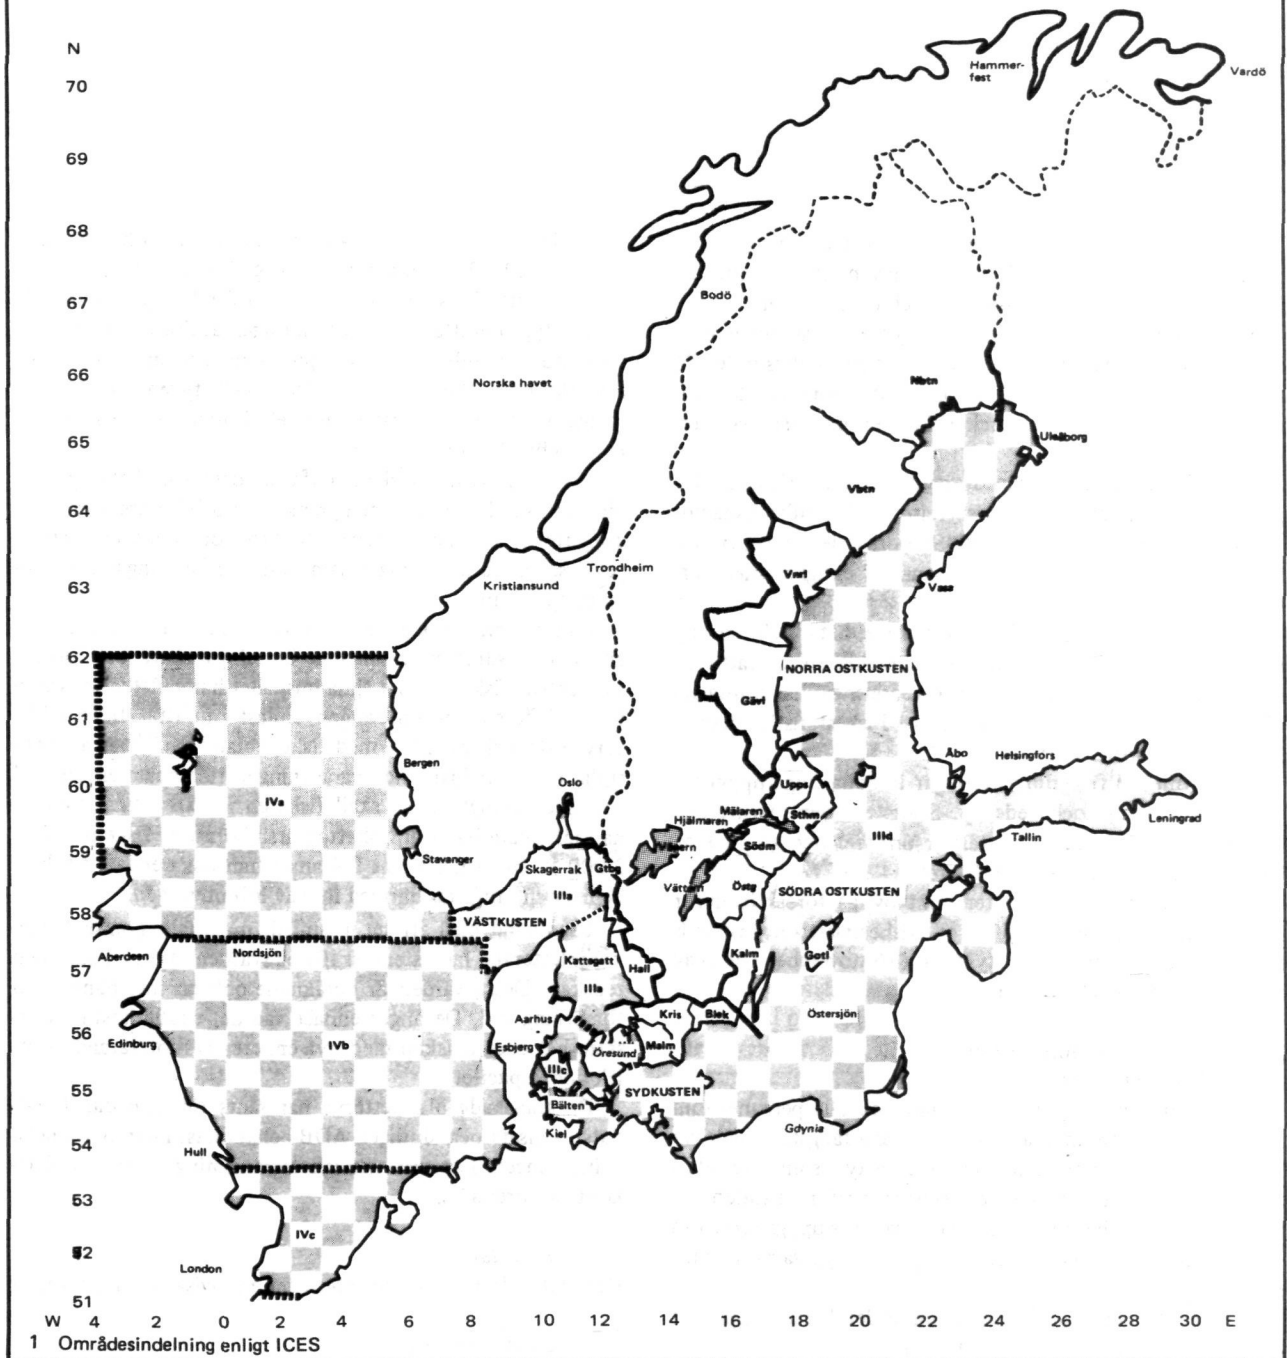 N
70
69
68
67
66
65
64
63
62
61
60
59
58
57
56
55
54
53
52
51
Hammer-
fest
Vardö
Bodö
Norska havet
Nbtn
Uleåborg
Vbtn
Trondheim
Kristiansund
Vnrl
Vasa
NORRA OSTKUSTEN
Gävl
Bergen
Åbo
Helsingfors
Oslo
Upps
IVa
Mälaren
Sthm
Hjälmaren
Leningrad
IIId
Tallin
Vänern
Södm
Stavanger
Skagerrak
Gtbg
Vättern
Östg
SÖDRA OSTKUSTEN
IIIa
VÄSTKUSTEN
Aberdeen
Nordsjön
Kattegatt
Hall
Kalm
Gotl
IIIa
Aarhus
Kris
Blek
Östersjön
Edinburg
IVb
Esbjerg
Öresund
Malm
IIIc
SYDKUSTEN
Bälten
Kiel
Gdynia
Hull
IVc
London
W 4 2 0 2 4 6 8 10 12 14 16 18 20 22 24 26 28 30 E
1 Områdesindelning enligt ICES